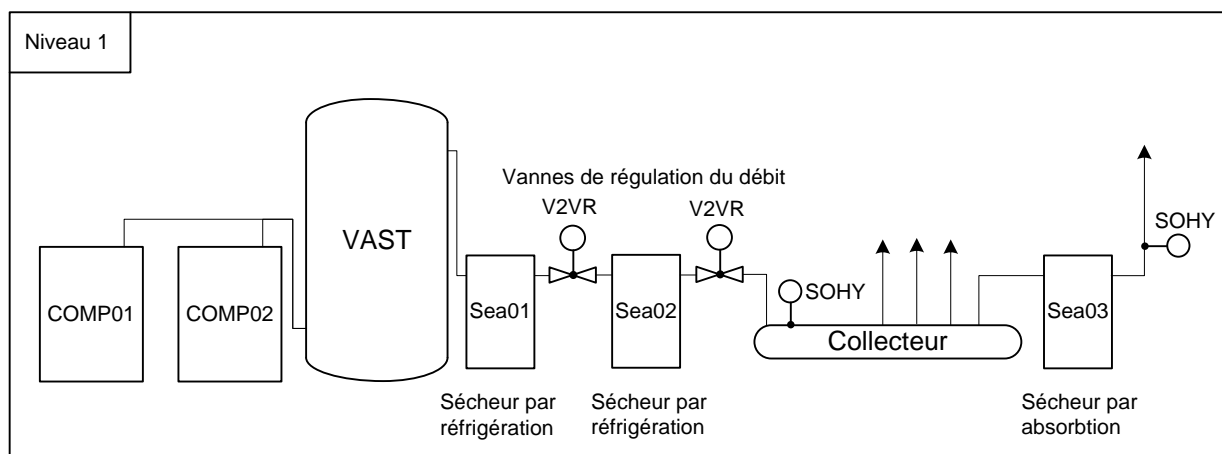 Niveau 1
Vannes de régulation du débit
V2VR
V2VR
VAST
SOHY
SOHY
COMP01
COMP02
Sea01
Sea02
Sea03
Collecteur
Sécheur par
réfrigération
Sécheur par
réfrigération
Sécheur par
absorbtion